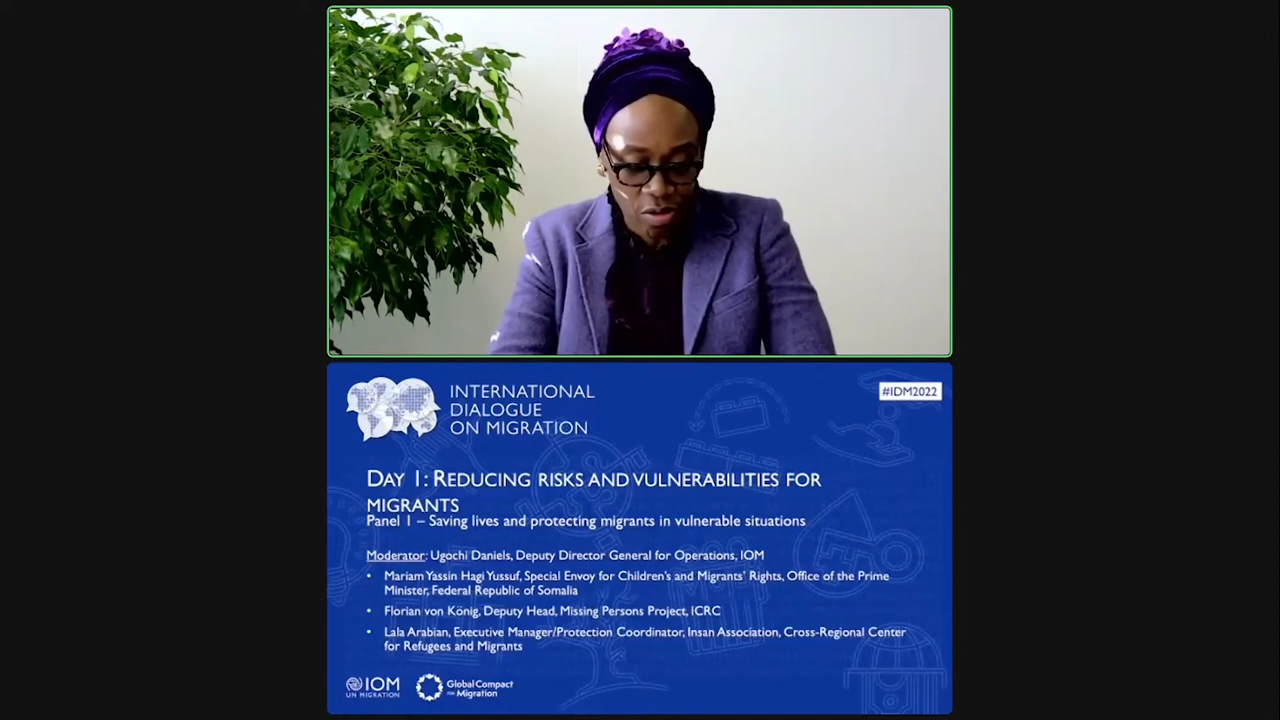 INTERNATIONAL
DIALOGUE
ON MIGRATION
#IDM2022
DAY 1: REDUCING RISKS AND VULNERABILITIES FOR
MIGRANTS
Panel 1 – Saving lives and protecting migrants in vulnerable situations
Moderator: Ugochi Daniels, Deputy Director General for Operations, IOM
• Mariam Yassin Hagi Yussuf, Special Envoy for Children's and Migrants' Rights, Office of the Prime
Minister, Federal Republic of Somalia
• Florian von König, Deputy Head, Missing Persons Project, ICRC
• Lala Arabian, Executive Manager/Protection Coordinator, Insan Association, Cross-Regional Center
for Refugees and Migrants
IOM
UN MIGRATION
Global Compact
FOR Migration